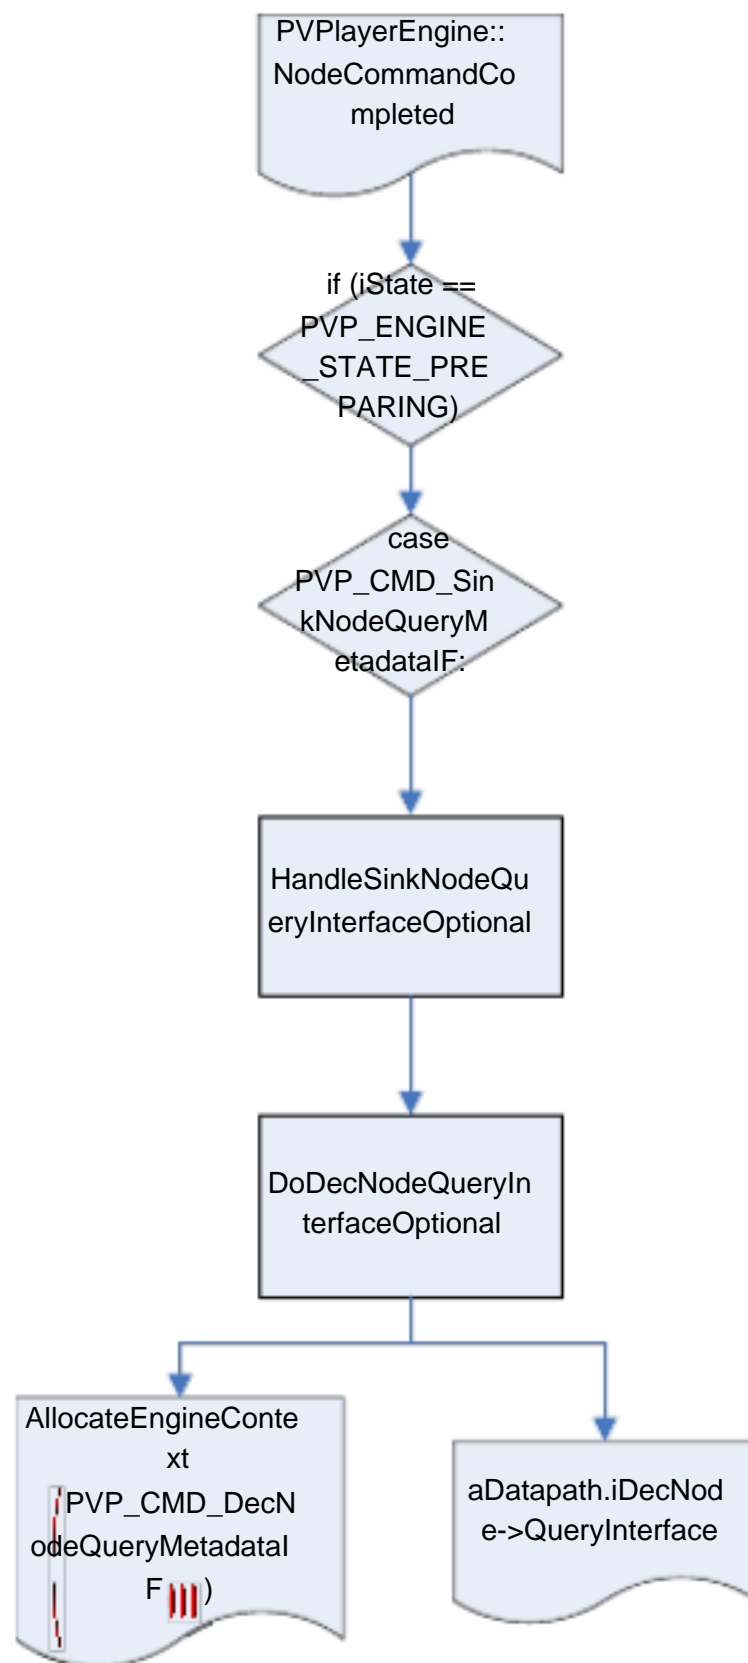 PVPlayerEngine::
NodeCommandCo
mpleted
if (iState ==
PVP_ENGINE
_STATE_PRE
PARING)
case
PVP_CMD_Sin
kNodeQueryM
etadataIF:
HandleSinkNodeQu
eryInterfaceOptional
DoDecNodeQueryIn
terfaceOptional
AllocateEngineConte
xt
PVP_CMD_DecN
odeQueryMetadataI
F )
aDatapath.iDecNod
e->QueryInterface